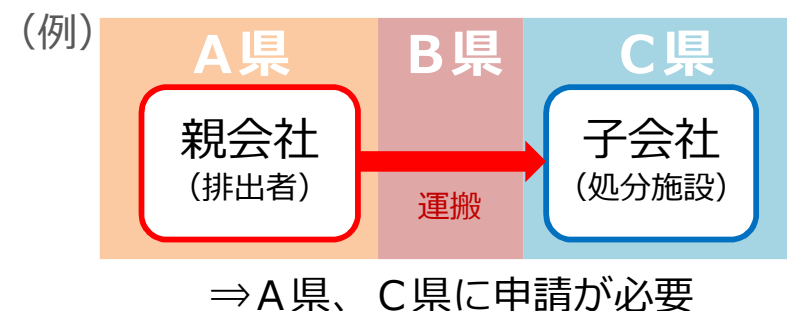 （例）
Ａ県 Ｂ県 Ｃ県
親会社 子会社
（排出者） （処分施設）
運搬
⇒Ａ県、Ｃ県に申請が必要